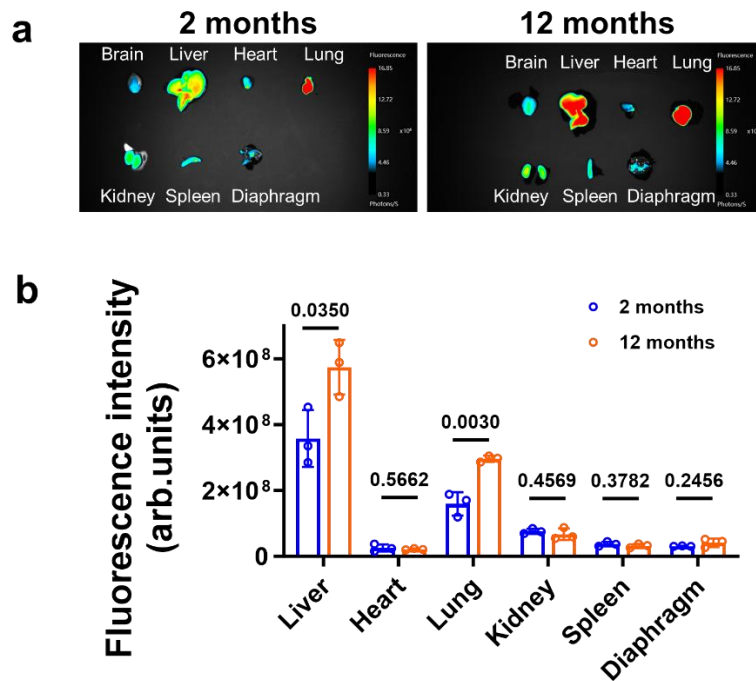 a
2 months
12 months
Brain Liver Heart Lung
Kidney Spleen Diaphragm
Fluorescence
16.85
12.72
8.59
x10⁸
4.46
0.33
Photons/S
Brain Liver Heart Lung
Kidney Spleen Diaphragm
Fluorescence
16.85
12.72
8.59
4.46
0.33
Photons/S
b
Fluorescence intensity
(arb.units)
6×10⁸
4×10⁸
2×10⁸
0
0.0350
0.5662
0.0030
0.4569
0.3782
0.2456
2 months
12 months
Liver
Heart
Lung
Kidney
Spleen
Diaphragm